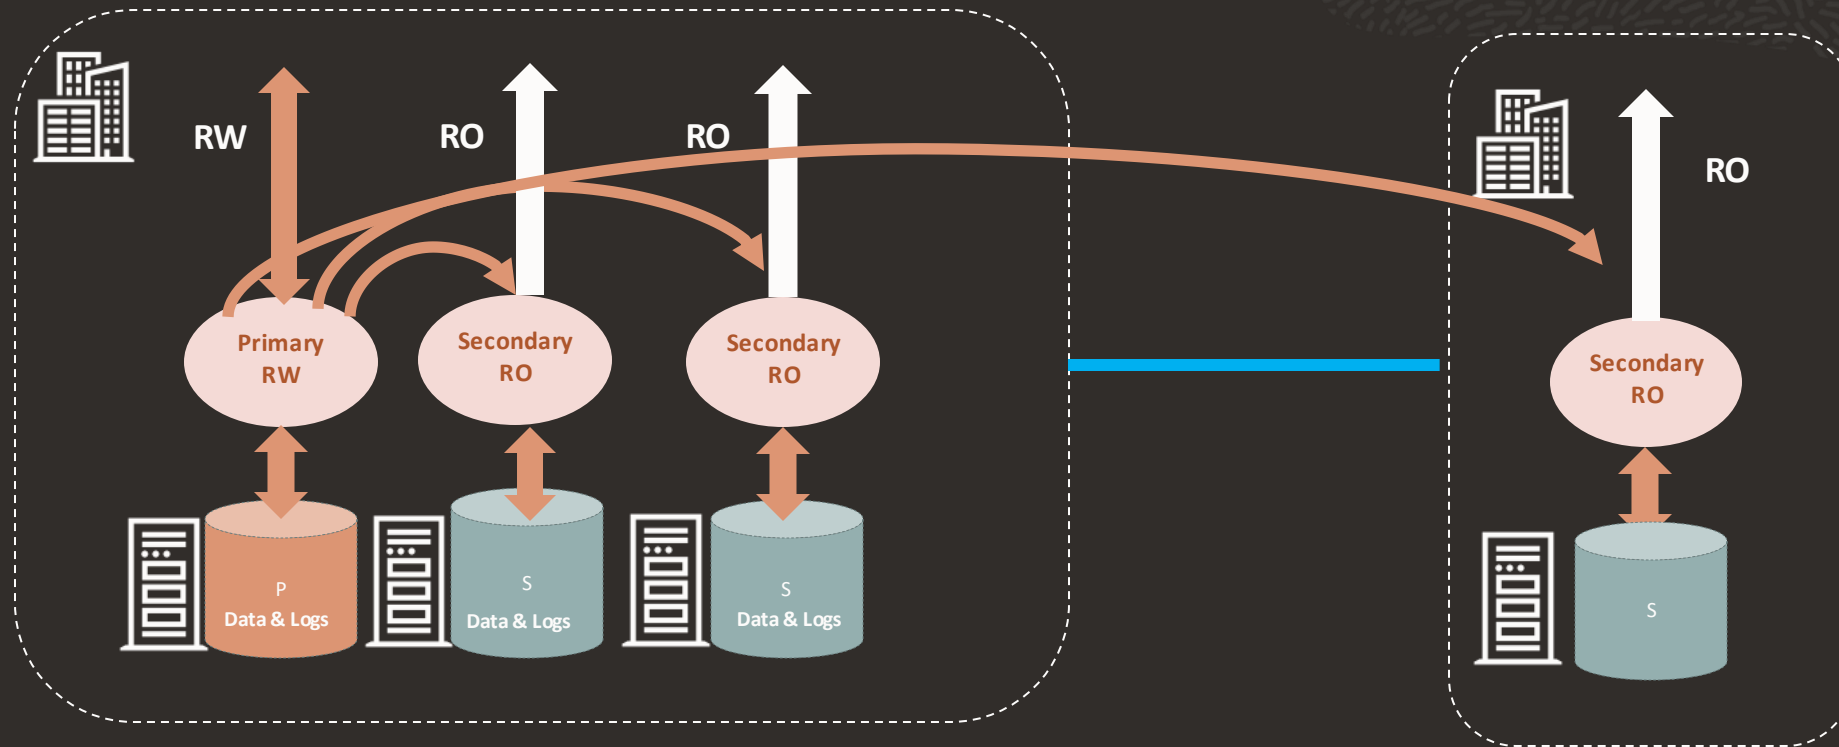 RW
RO
RO
RO
Primary
RW
Secondary
RO
Secondary
RO
Secondary
RO
P
Data & Logs
S
Data & Logs
S
Data & Logs
S